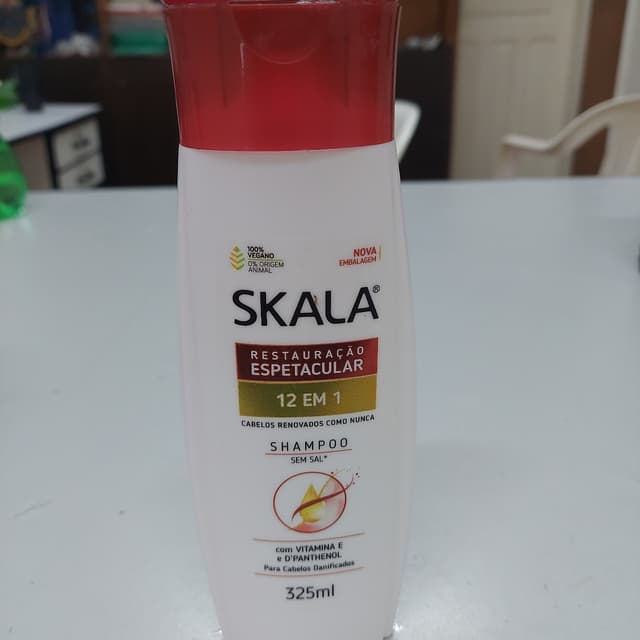 100%
VEGANO
0% ORIGEM
ANIMAL
NOVA
EMBALAGEM
SKALA®
RESTAURAÇÃO
ESPETACULAR
12 EM 1
CABELOS RENOVADOS COMO NUNCA
SHAMPOO
SEM SAL*
com VITAMINA E
e D'PANTHENOL
Para Cabelos Danificados
325ml